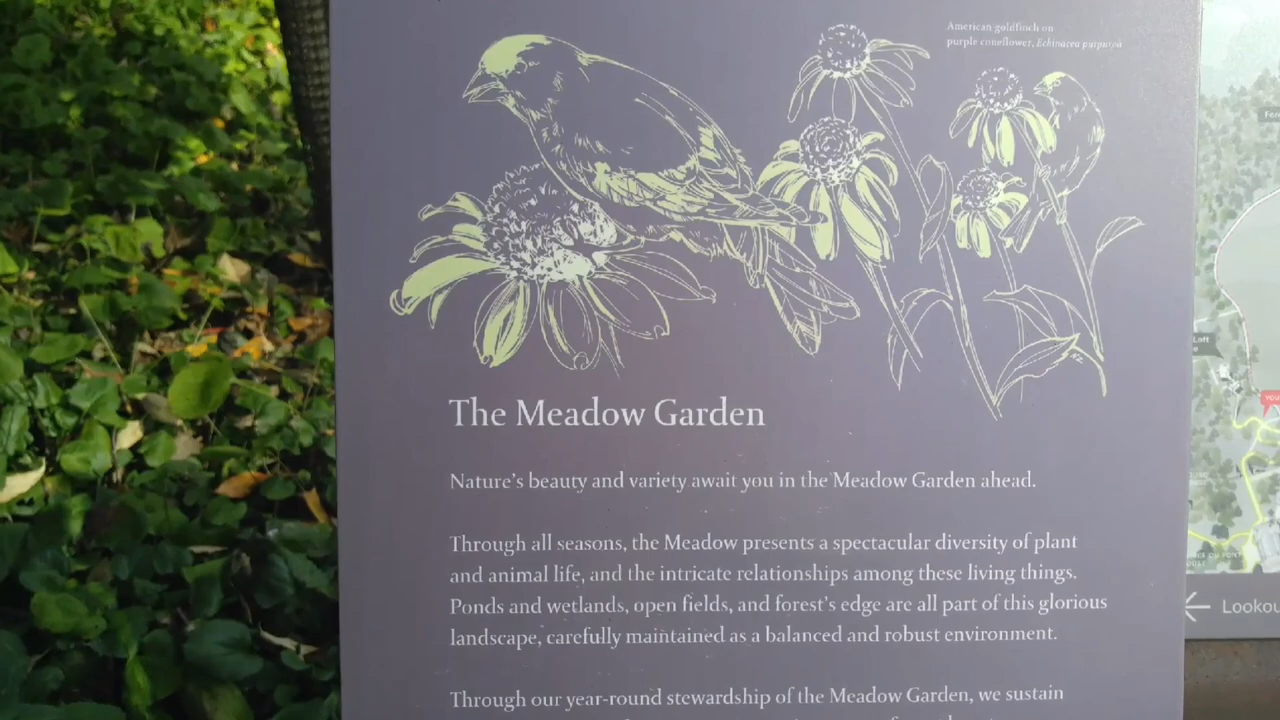 American goldfinch on
purple coneflower, Echinacea purpurea
The Meadow Garden
Nature's beauty and variety await you in the Meadow Garden ahead.
Through all seasons, the Meadow presents a spectacular diversity of plant
and animal life, and the intricate relationships among these living things.
Ponds and wetlands, open fields, and forest's edge are all part of this glorious
landscape, carefully maintained as a balanced and robust environment.
Through our year-round stewardship of the Meadow Garden, we sustain
Loft
YOU
← Lookou